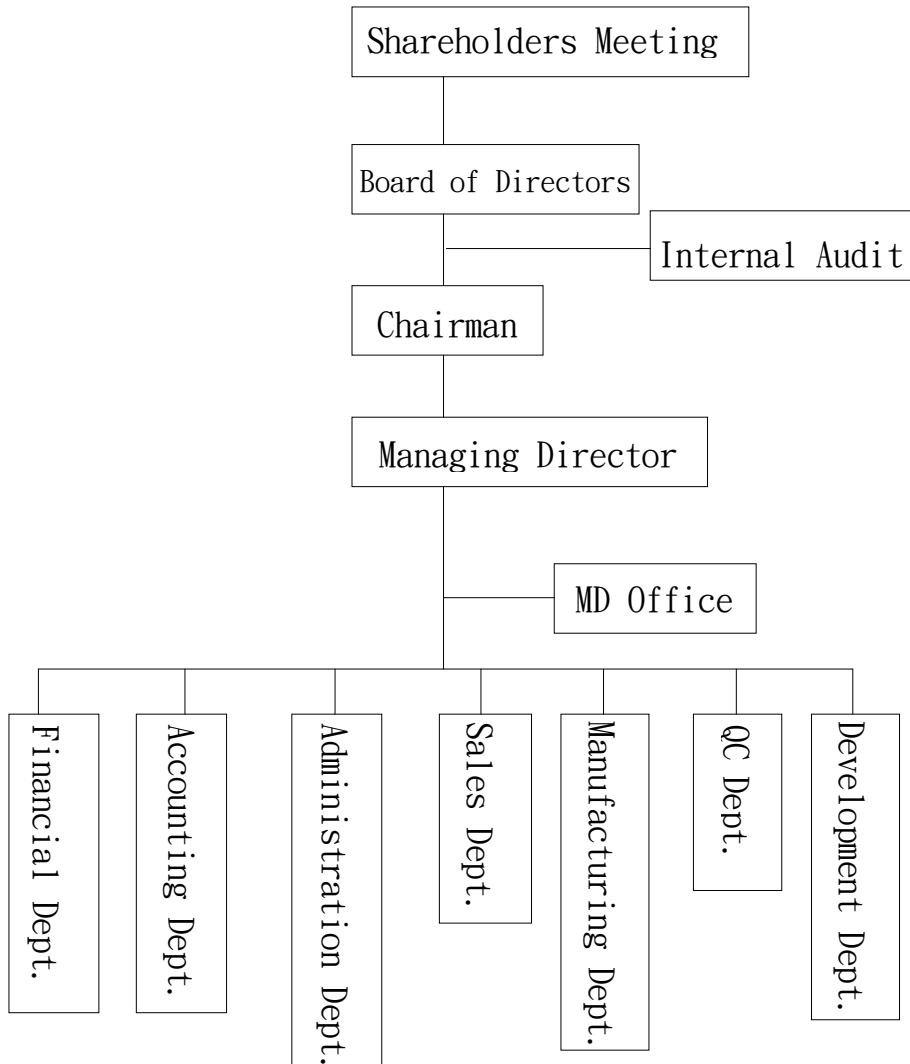 Shareholders Meeting
Board of Directors
Internal Audit
Chairman
Managing Director
MD Office
Financial Dept.
Accounting Dept.
Administration Dept.
Sales Dept.
Manufacturing Dept.
QC Dept.
Development Dept.